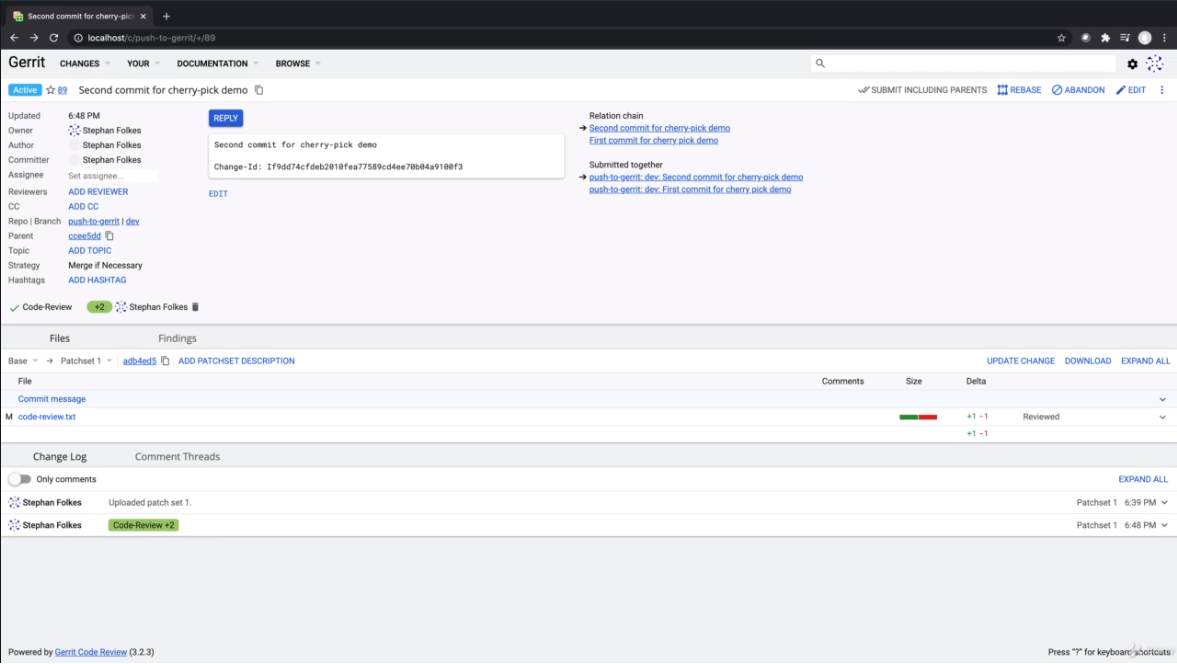 Second commit for cherry-pic
localhost/c/push-to-gerrit/+/89
Gerrit CHANGES YOUR DOCUMENTATION BROWSE
Active 89 Second commit for cherry-pick demo SUBMIT INCLUDING PARENTS REBASE ABANDON EDIT
Updated 6:48 PM
Owner Stephan Folkes
Author Stephan Folkes
Committer Stephan Folkes
Assignee Set assignee...
Reviewers ADD REVIEWER
CC ADD CC
Repo | Branch push-to-gerrit | dev
Parent ccee5dd
Topic ADD TOPIC
Strategy Merge if Necessary
Hashtags ADD HASHTAG
REPLY
Second commit for cherry-pick demo
Change-Id: If9dd74cfdeb2010fea77589cd4ee70b04a9100f3
EDIT
Relation chain
Second commit for cherry-pick demo
First commit for cherry pick demo
Submitted together
push-to-gerrit: dev: Second commit for cherry-pick demo
push-to-gerrit: dev: First commit for cherry pick demo
Code-Review +2 Stephan Folkes
Files Findings
Base → Patchset 1 adb4ed5 ADD PATCHSET DESCRIPTION UPDATE CHANGE DOWNLOAD EXPAND ALL
File Comments Size Delta
Commit message
M code-review.txt +1 -1 Reviewed
+1 -1
Change Log Comment Threads
Only comments EXPAND ALL
Stephan Folkes Uploaded patch set 1. Patchset 1 6:39 PM
Stephan Folkes Code-Review +2 Patchset 1 6:48 PM
Powered by Gerrit Code Review (3.2.3) Press "?" for keyboard shortcuts